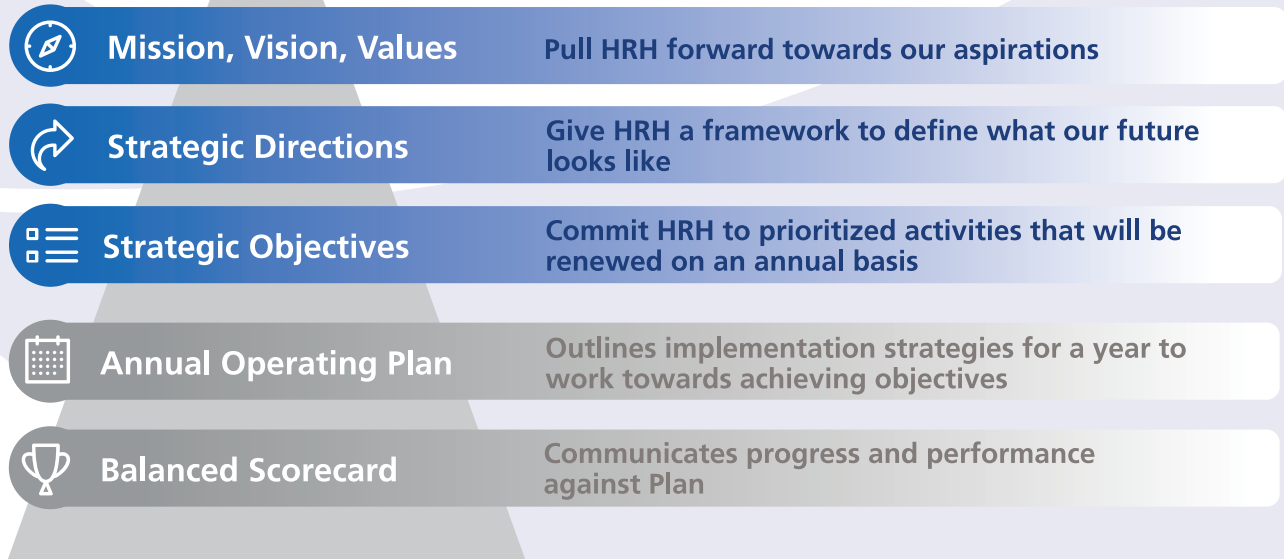 Mission, Vision, Values
Pull HRH forward towards our aspirations
Strategic Directions
Give HRH a framework to define what our future
looks like
Strategic Objectives
Commit HRH to prioritized activities that will be
renewed on an annual basis
Annual Operating Plan
Outlines implementation strategies for a year to
work towards achieving objectives
Balanced Scorecard
Communicates progress and performance
against Plan